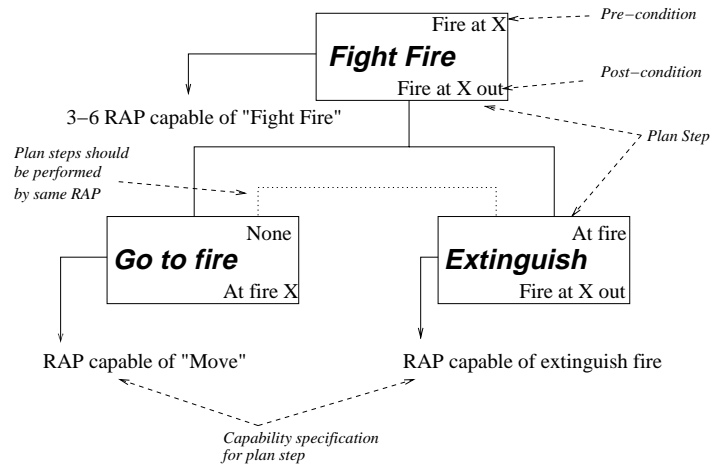 Fire at X
Pre-condition
Fight Fire
Fire at X out
Post-condition
3-6 RAP capable of "Fight Fire"
Plan Step
Plan steps should
be performed
by same RAP
None
Go to fire
At fire X
At fire
Extinguish
Fire at X out
RAP capable of "Move"
RAP capable of extinguish fire
Capability specification
for plan step